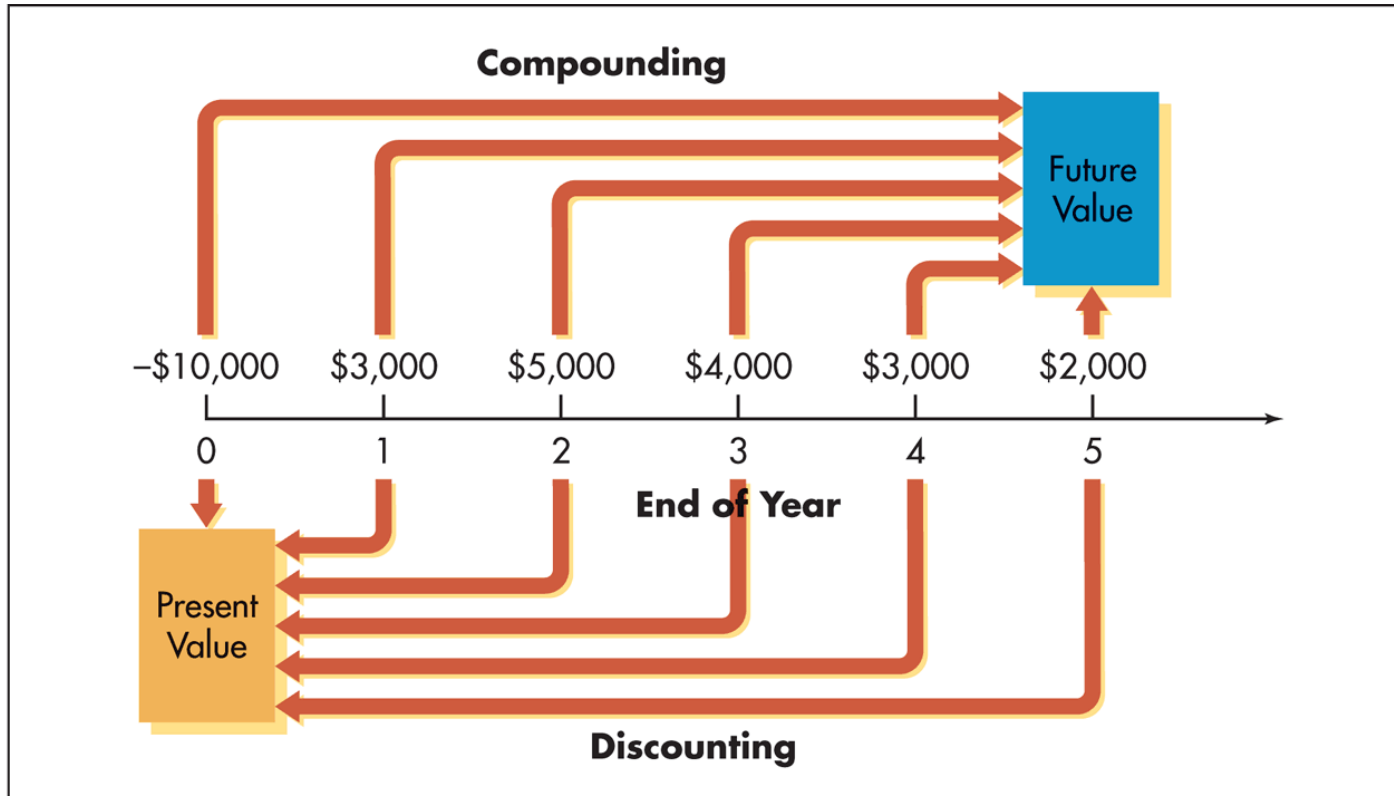 Compounding
Future
Value
–$10,000 $3,000 $5,000 $4,000 $3,000 $2,000
0 1 2 3 4 5
End of Year
Present
Value
Discounting